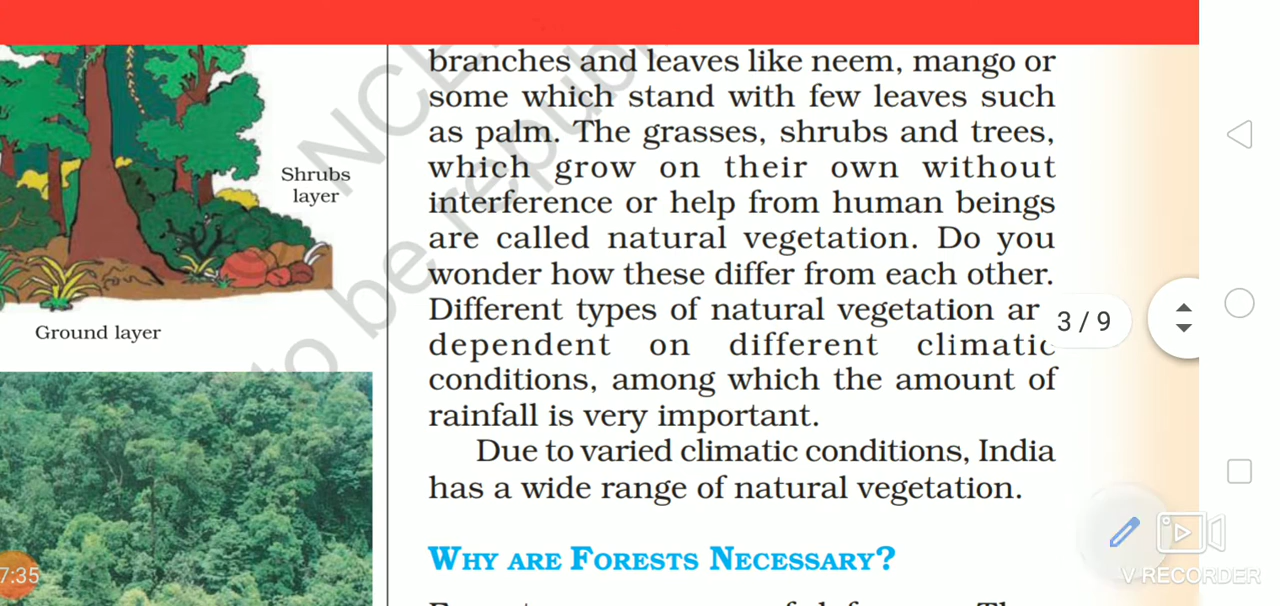 branches and leaves like neem, mango or
some which stand with few leaves such
as palm. The grasses, shrubs and trees,
which grow on their own without
interference or help from human beings
are called natural vegetation. Do you
wonder how these differ from each other.
Different types of natural vegetation ar
dependent on different climatic
conditions, among which the amount of
rainfall is very important.
Due to varied climatic conditions, India
has a wide range of natural vegetation.
WHY ARE FORESTS NECESSARY?
Shrubs
layer
Ground layer
NCE
to be republi
3 / 9
7:35
V RECORDER